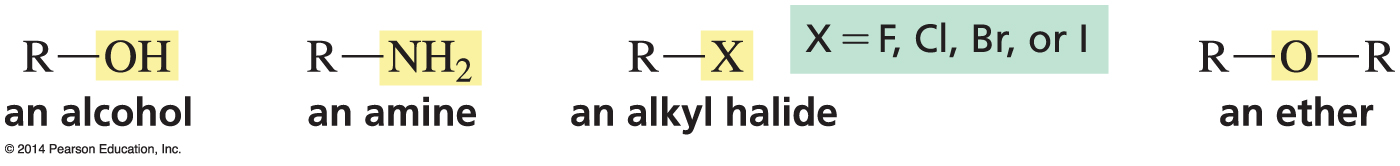 R—OH R—NH₂ R—X X = F, Cl, Br, or I R—O—R
an alcohol an amine an alkyl halide an ether
© 2014 Pearson Education, Inc.